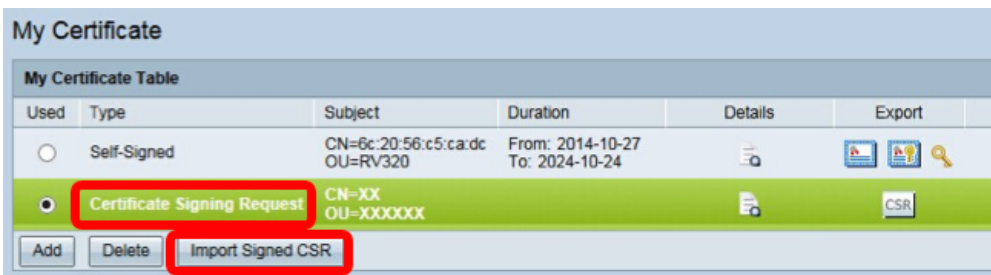 My Certificate
My Certificate Table
Used Type Subject Duration Details Export
Self-Signed CN=6c:20:56:c5:ca:dc From: 2014-10-27
OU=RV320 To: 2024-10-24
Certificate Signing Request CN=XX
OU=XXXXXX CSR
Add Delete Import Signed CSR